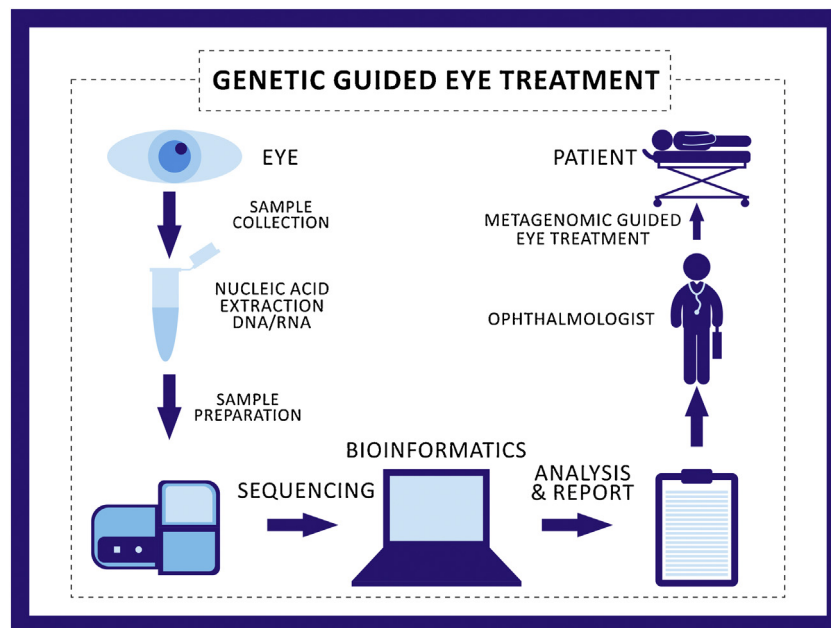 GENETIC GUIDED EYE TREATMENT
EYE
SAMPLE
COLLECTION
NUCLEIC ACID
EXTRACTION
DNA/RNA
SAMPLE
PREPARATION
SEQUENCING
BIOINFORMATICS
ANALYSIS
& REPORT
OPHTHALMOLOGIST
METAGENOMIC GUIDED
EYE TREATMENT
PATIENT